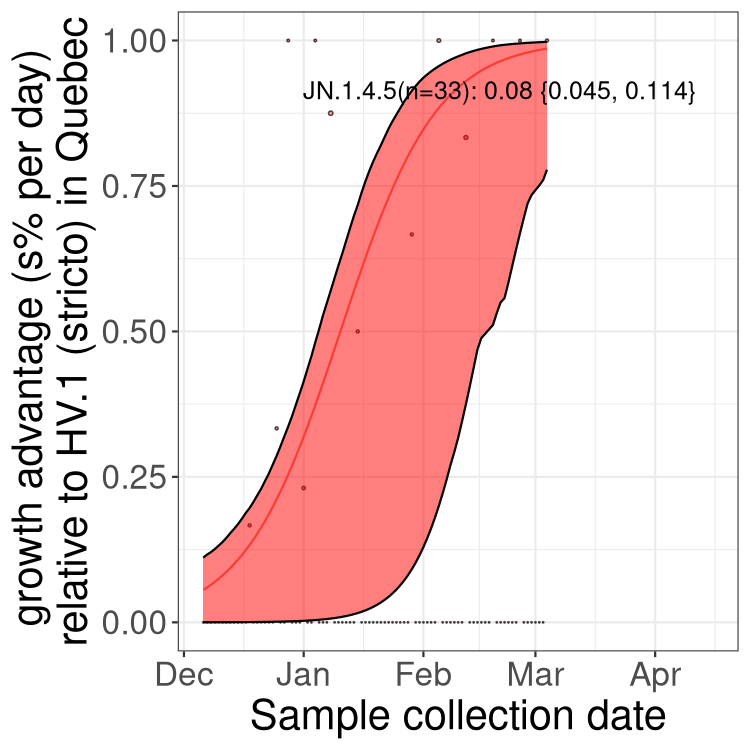 growth advantage (s% per day)
relative to HV.1 (stricto) in Quebec
1.00
0.75
0.50
0.25
0.00
JN.1.4.5(n=33): 0.08 {0.045, 0.114}
Dec Jan Feb Mar Apr
Sample collection date